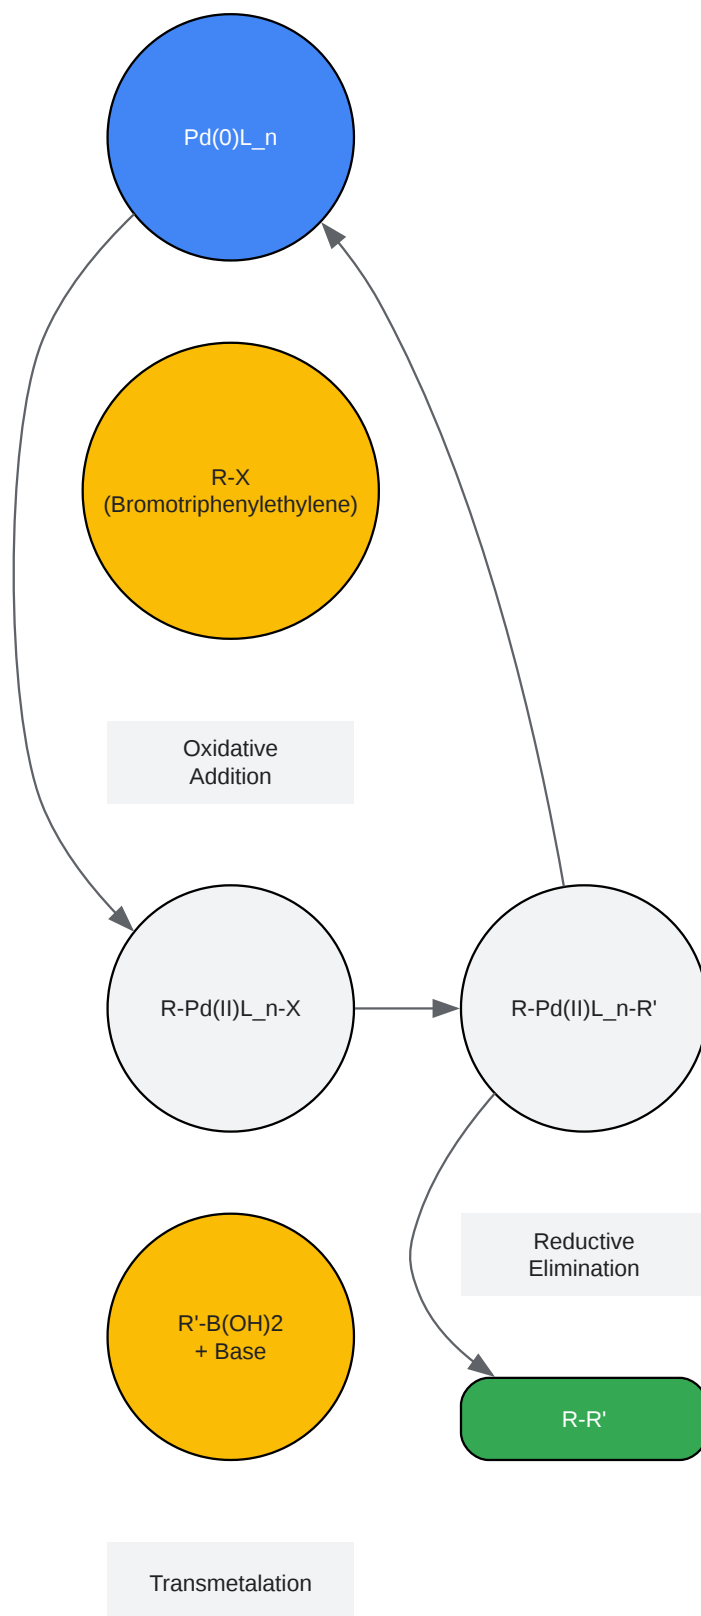 Pd(0)L_n
R-X
(Bromotriphenylethylene)
Oxidative
Addition
R-Pd(II)L_n-X
R-Pd(II)L_n-R'
Reductive
Elimination
R'-B(OH)2
+ Base
R-R'
Transmetalation